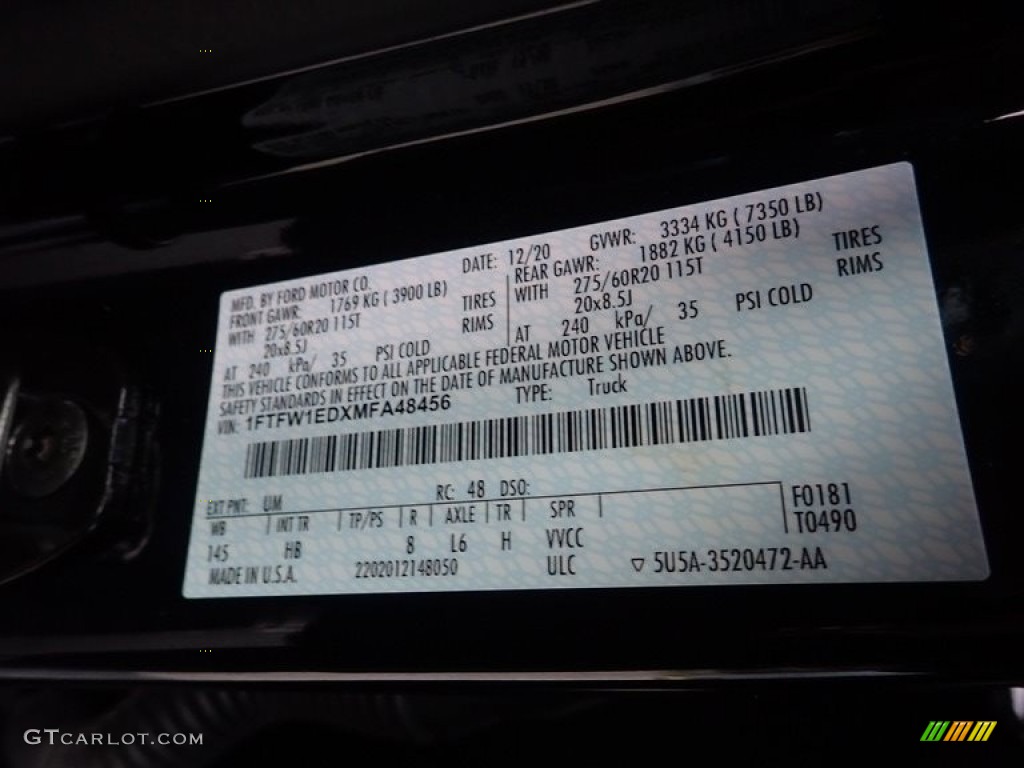 MFD. BY FORD MOTOR CO. DATE: 12/20 GVWR: 3334 KG ( 7350 LB)
FRONT GAWR: 1769 KG ( 3900 LB) REAR GAWR: 1882 KG ( 4150 LB)
WITH 275/60R20 115T TIRES WITH 275/60R20 115T TIRES
20x8.5J RIMS 20x8.5J RIMS
AT 240 kPa/ 35 PSI COLD AT 240 kPa/ 35 PSI COLD
THIS VEHICLE CONFORMS TO ALL APPLICABLE FEDERAL MOTOR VEHICLE
SAFETY STANDARDS IN EFFECT ON THE DATE OF MANUFACTURE SHOWN ABOVE.
VIN: 1FTFW1EDXMFA48456 TYPE: Truck
EXT PNT: UM RC: 48 DSO: F0181
WB INT TR TP/PS R AXLE TR SPR T0490
145 HB 8 L6 H VVCC
MADE IN U.S.A. 2202012148050 ULC ▽ 5U5A-3520472-AA
GTCARLOT.COM